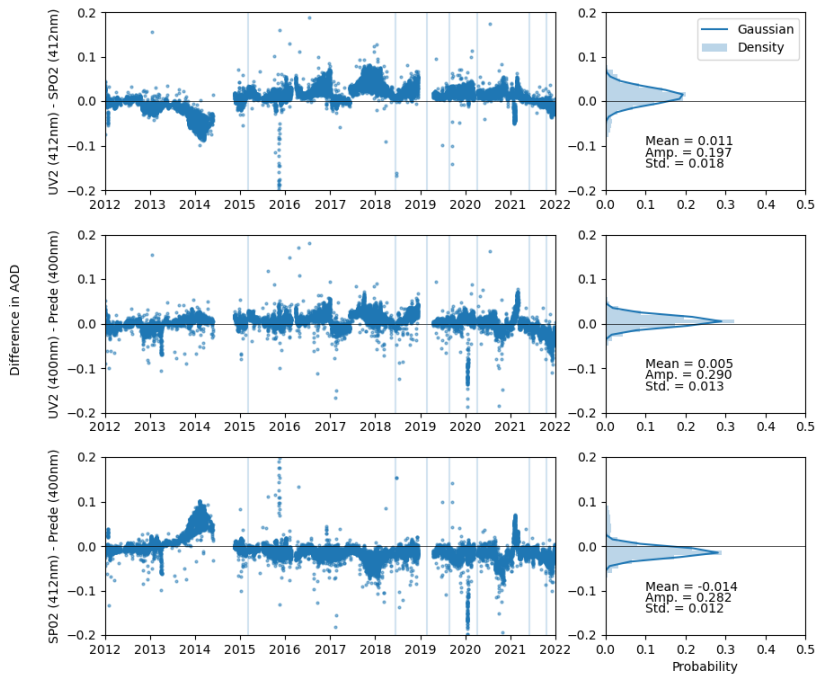 Difference in AOD
UV2 (412nm) - SPO2 (412nm)
0.2
0.1
0.0
−0.1
−0.2
2012 2013 2014 2015 2016 2017 2018 2019 2020 2021 2022
0.2
0.1
0.0
−0.1
−0.2
Gaussian
Density
Mean = 0.011
Amp. = 0.197
Std. = 0.018
0.0 0.1 0.2 0.3 0.4 0.5
UV2 (400nm) - Prede (400nm)
0.2
0.1
0.0
−0.1
−0.2
2012 2013 2014 2015 2016 2017 2018 2019 2020 2021 2022
0.2
0.1
0.0
−0.1
−0.2
Mean = 0.005
Amp. = 0.290
Std. = 0.013
0.0 0.1 0.2 0.3 0.4 0.5
SP02 (412nm) - Prede (400nm)
0.2
0.1
0.0
−0.1
−0.2
2012 2013 2014 2015 2016 2017 2018 2019 2020 2021 2022
0.2
0.1
0.0
−0.1
−0.2
Mean = -0.014
Amp. = 0.282
Std. = 0.012
0.0 0.1 0.2 0.3 0.4 0.5
Probability